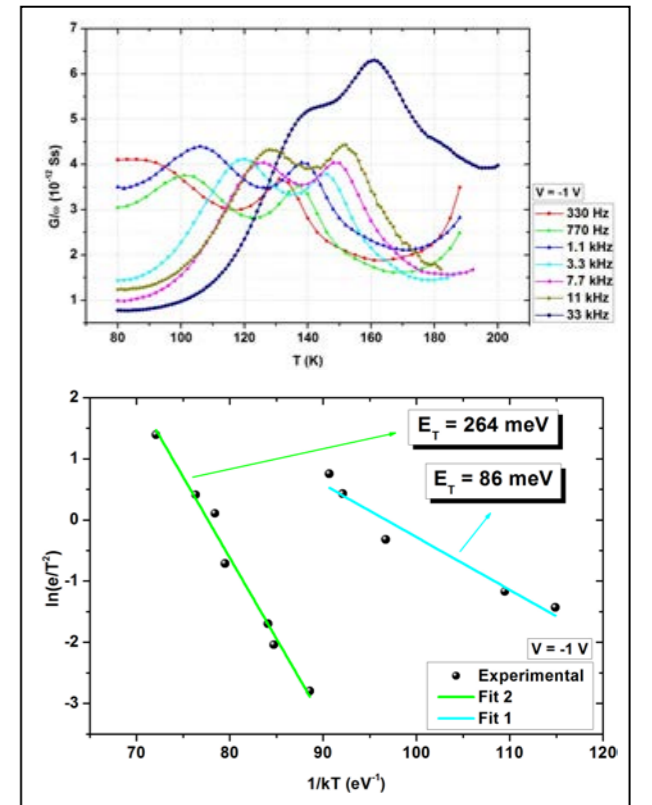 7
6
5
4
3
2
1
G/ω (10⁻¹² Ss)
80 100 120 140 160 180 200
T (K)
V = -1 V
330 Hz
770 Hz
1.1 kHz
3.3 kHz
7.7 kHz
11 kHz
33 kHz
2
1
0
-1
-2
-3
ln(e/T²)
E_T = 264 meV
E_T = 86 meV
V = -1 V
Experimental
Fit 2
Fit 1
70 80 90 100 110 120
1/kT (eV⁻¹)